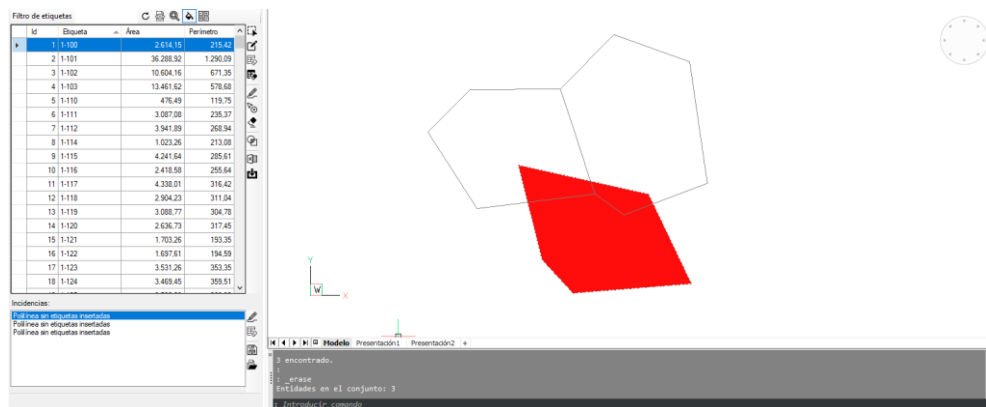 Filtro de etiquetas
Id Etiqueta Área Perímetro
1 1-100 2.614,15 215,42
2 1-101 36.288,92 1.290,09
3 1-102 10.604,16 671,35
4 1-103 13.461,62 578,68
5 1-110 476,49 119,75
6 1-111 3.087,08 235,37
7 1-112 3.941,89 268,94
8 1-114 1.023,26 213,08
9 1-115 4.241,64 285,61
10 1-116 2.418,58 255,64
11 1-117 4.338,01 316,42
12 1-118 2.904,23 311,04
13 1-119 3.088,77 304,78
14 1-120 2.636,73 317,45
15 1-121 1.703,26 193,35
16 1-122 1.697,61 194,59
17 1-123 3.531,26 353,35
18 1-124 3.469,45 359,51
Incidencias:
Polilínea sin etiquetas insertadas
Polilínea sin etiquetas insertadas
Polilínea sin etiquetas insertadas
Y
W
X
Modelo Presentación1 Presentación2 +
3 encontrado.
:
: _erase
Entidades en el conjunto: 3
: Introducir comando